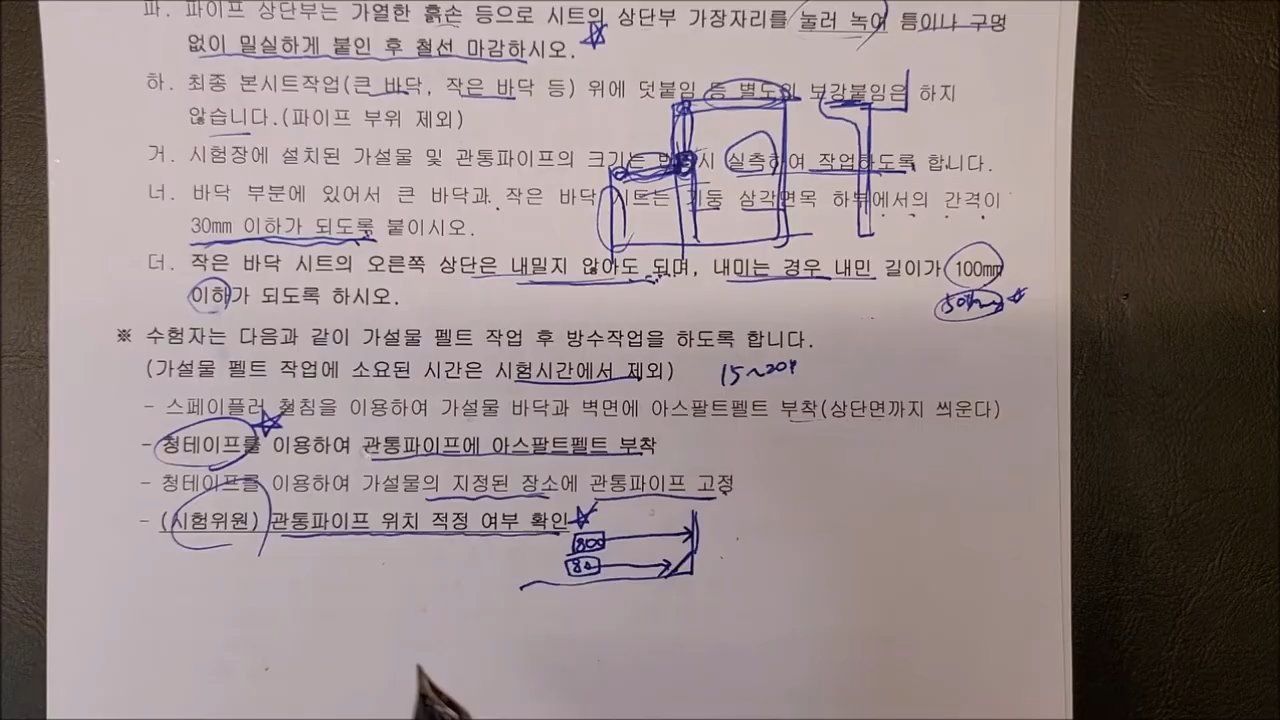 파. 파이프 상단부는 가열한 흙손 등으로 시트의 상단부 가장자리를 눌러 녹여 틈이나 구멍
없이 밀실하게 붙인 후 철선 마감하시오.
하. 최종 본시트작업(큰 바닥, 작은 바닥 등) 위에 덧붙임 등 별도의 보강붙임은 하지
않습니다.(파이프 부위 제외)
거. 시험장에 설치된 가설물 및 관통파이프의 크기는 반드시 실측하여 작업하도록 합니다.
너. 바닥 부분에 있어서 큰 바닥과 작은 바닥 시트는 기둥 삼각면목 하부에서의 간격이
30mm 이하가 되도록 붙이시오.
더. 작은 바닥 시트의 오른쪽 상단은 내밀지 않아도 되며, 내미는 경우 내민 길이가 100mm
이하가 되도록 하시오.
※ 수험자는 다음과 같이 가설물 펠트 작업 후 방수작업을 하도록 합니다.
(가설물 펠트 작업에 소요된 시간은 시험시간에서 제외) 15~20
- 스페이플러 철침을 이용하여 가설물 바닥과 벽면에 아스팔트펠트 부착(상단면까지 씌운다)
- 청테이프를 이용하여 관통파이프에 아스팔트펠트 부착
- 청테이프를 이용하여 가설물의 지정된 장소에 관통파이프 고정
- (시험위원) 관통파이프 위치 적정 여부 확인
800
80